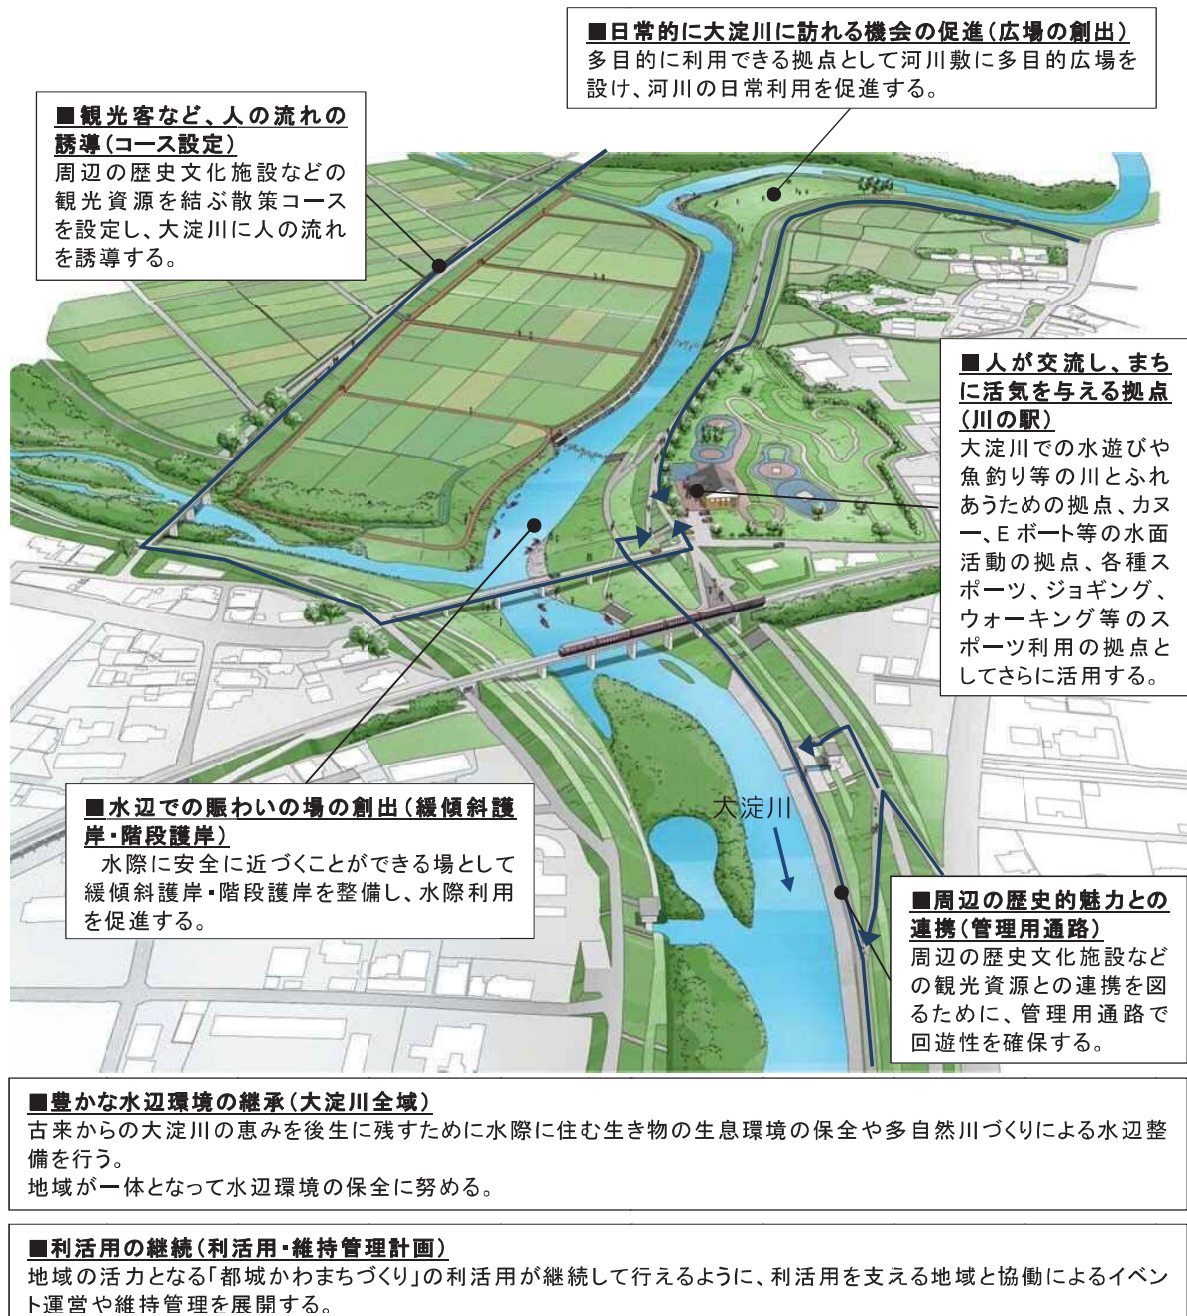 ■日常的に大淀川に訪れる機会の促進(広場の創出)
多目的に利用できる拠点として河川敷に多目的広場を
設け、河川の日常利用を促進する。
■観光客など、人の流れの
誘導(コース設定)
周辺の歴史文化施設などの
観光資源を結ぶ散策コース
を設定し、大淀川に人の流れ
を誘導する。
■人が交流し、まち
に活気を与える拠点
(川の駅)
大淀川での水遊びや
魚釣り等の川とふれ
あうための拠点、カヌ
ー、Eボート等の水面
活動の拠点、各種ス
ポーツ、ジョギング、
ウォーキング等のス
ポーツ利用の拠点と
してさらに活用する。
■水辺での賑わいの場の創出(緩傾斜護
岸・階段護岸)
水際に安全に近づくことができる場として
緩傾斜護岸・階段護岸を整備し、水際利用
を促進する。
大淀川
■周辺の歴史的魅力との
連携(管理用通路)
周辺の歴史文化施設など
の観光資源との連携を図
るために、管理用通路で
回遊性を確保する。
■豊かな水辺環境の継承(大淀川全域)
古来からの大淀川の恵みを後生に残すために水際に住む生き物の生息環境の保全や多自然川づくりによる水辺整
備を行う。
地域が一体となって水辺環境の保全に努める。
■利活用の継続(利活用・維持管理計画)
地域の活力となる「都城かわまちづくり」の利活用が継続して行えるように、利活用を支える地域と協働によるイベン
ト運営や維持管理を展開する。